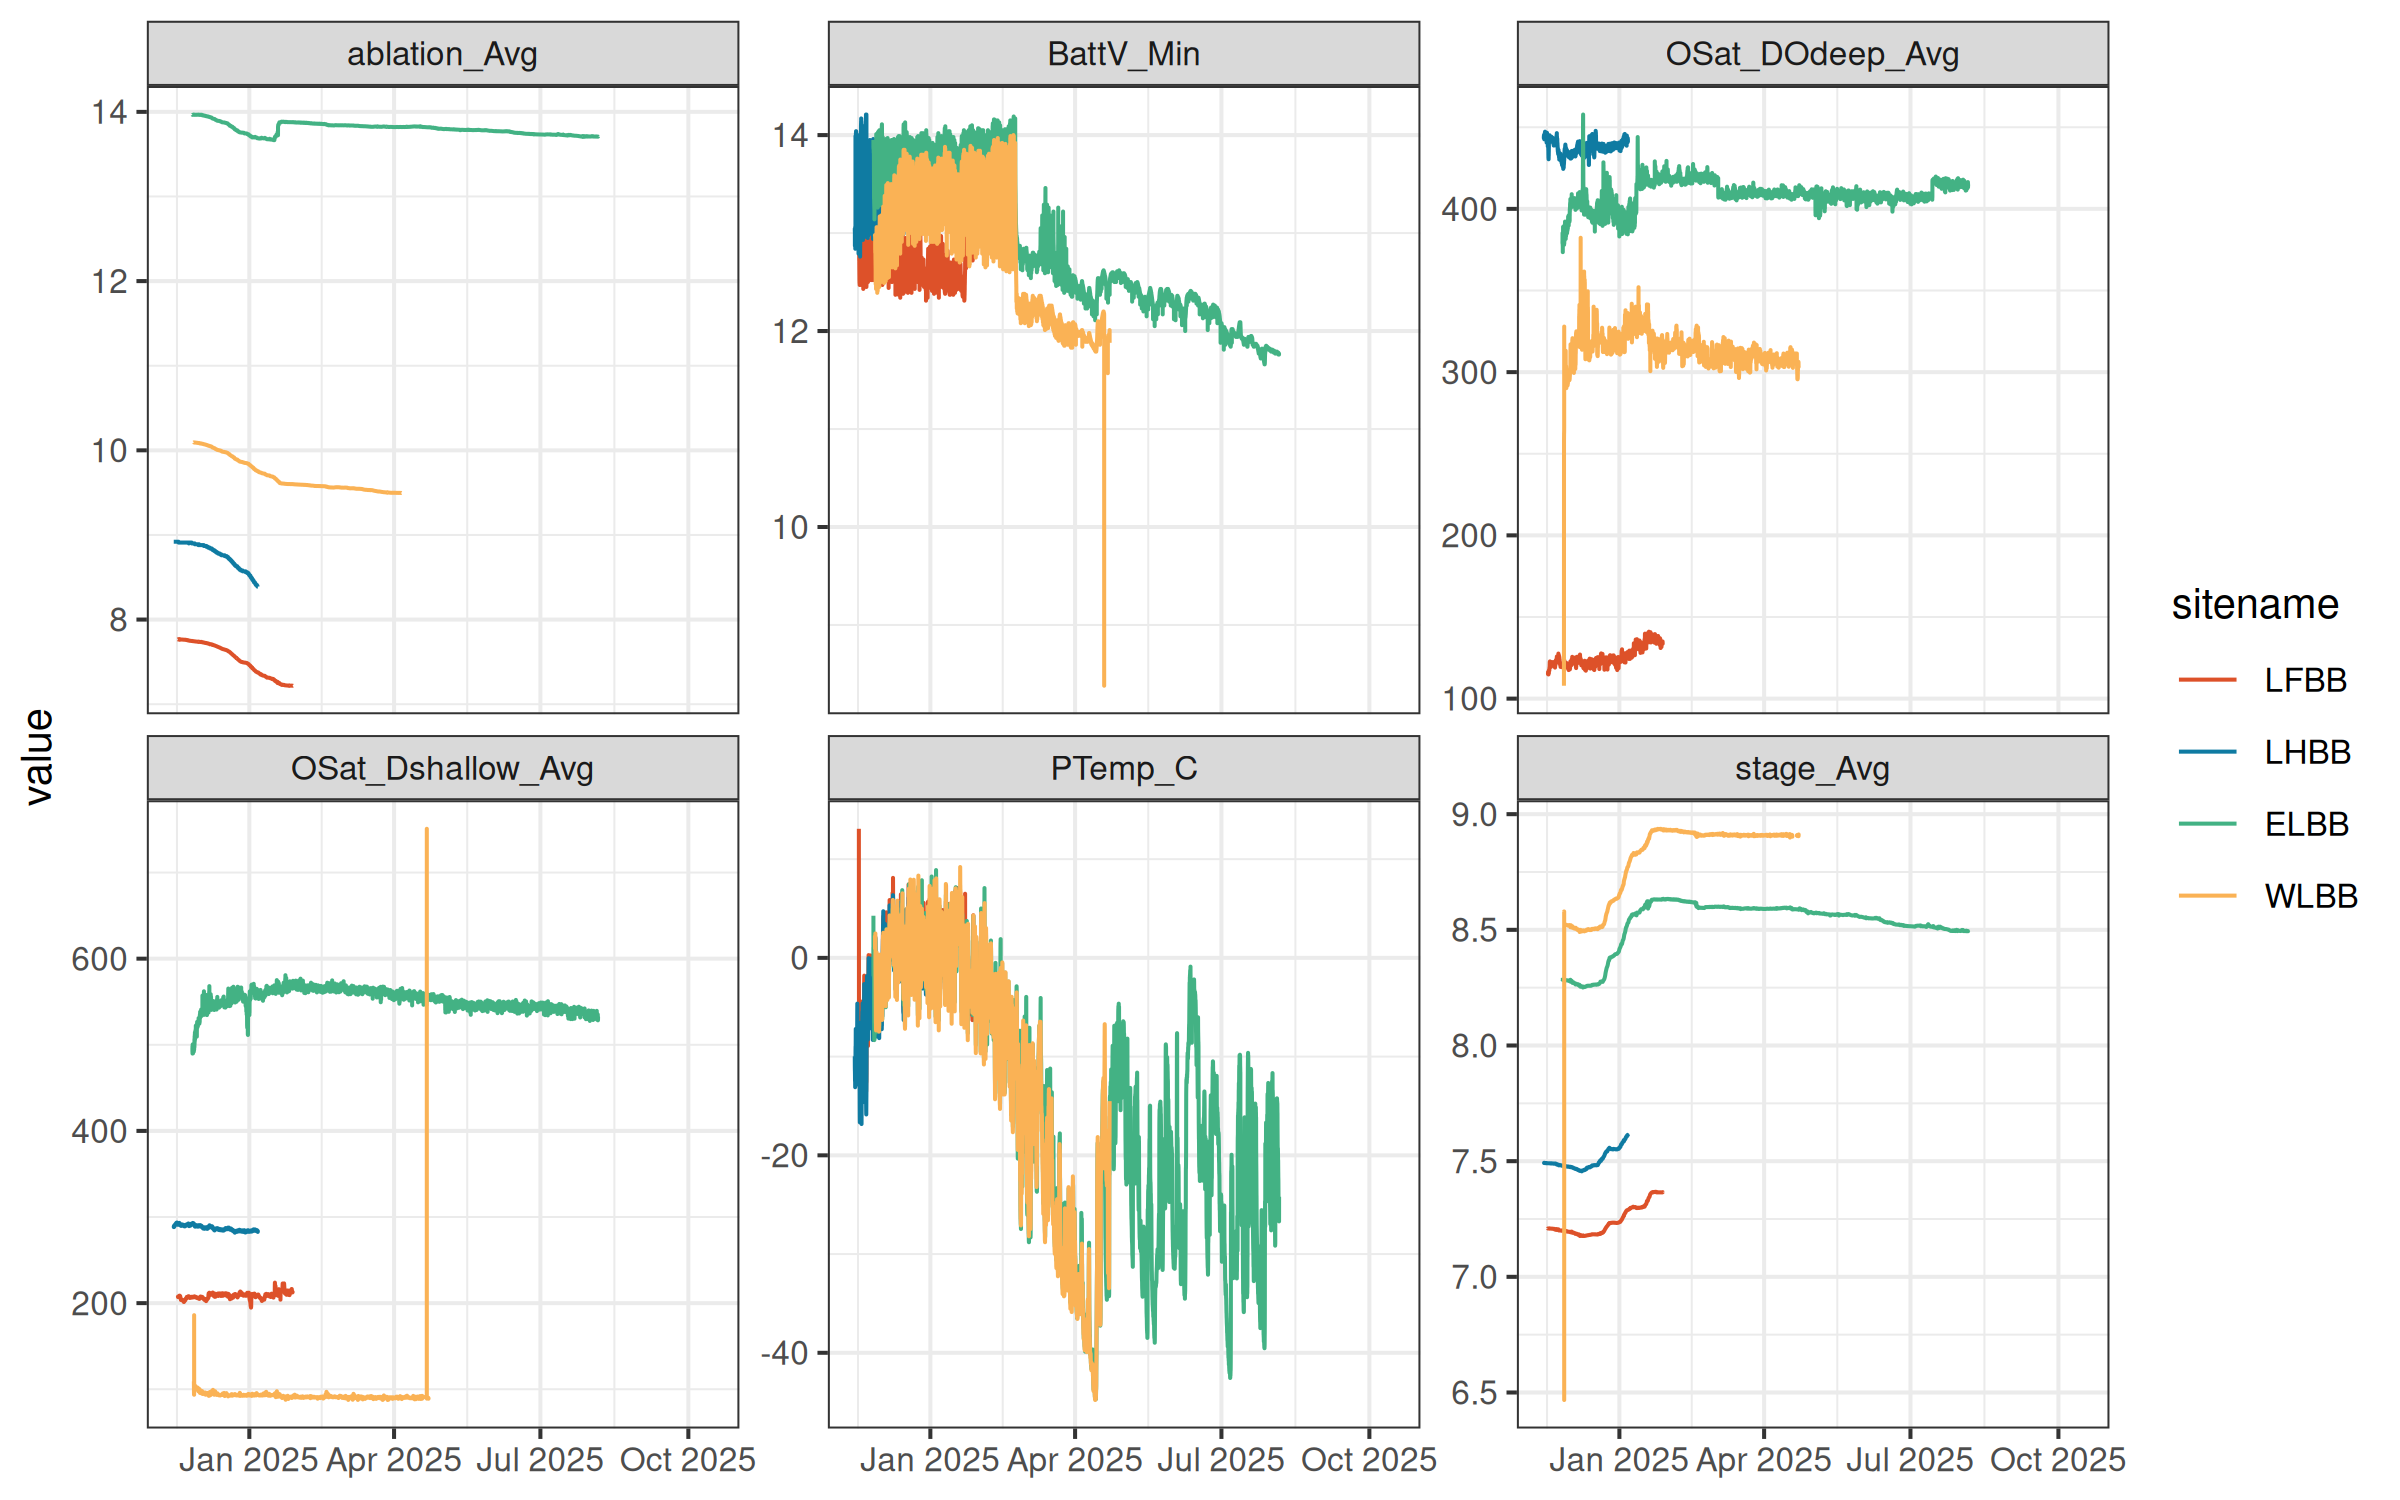 ablation_Avg
BattV_Min
OSat_DOdeep_Avg
14
12
10
8
14
12
10
400
300
200
100
OSat_Dshallow_Avg
PTemp_C
stage_Avg
600
400
200
0
-20
-40
9.0
8.5
8.0
7.5
7.0
6.5
Jan 2025 Apr 2025 Jul 2025 Oct 2025
Jan 2025 Apr 2025 Jul 2025 Oct 2025
Jan 2025 Apr 2025 Jul 2025 Oct 2025
value
sitename
LFBB
LHBB
ELBB
WLBB